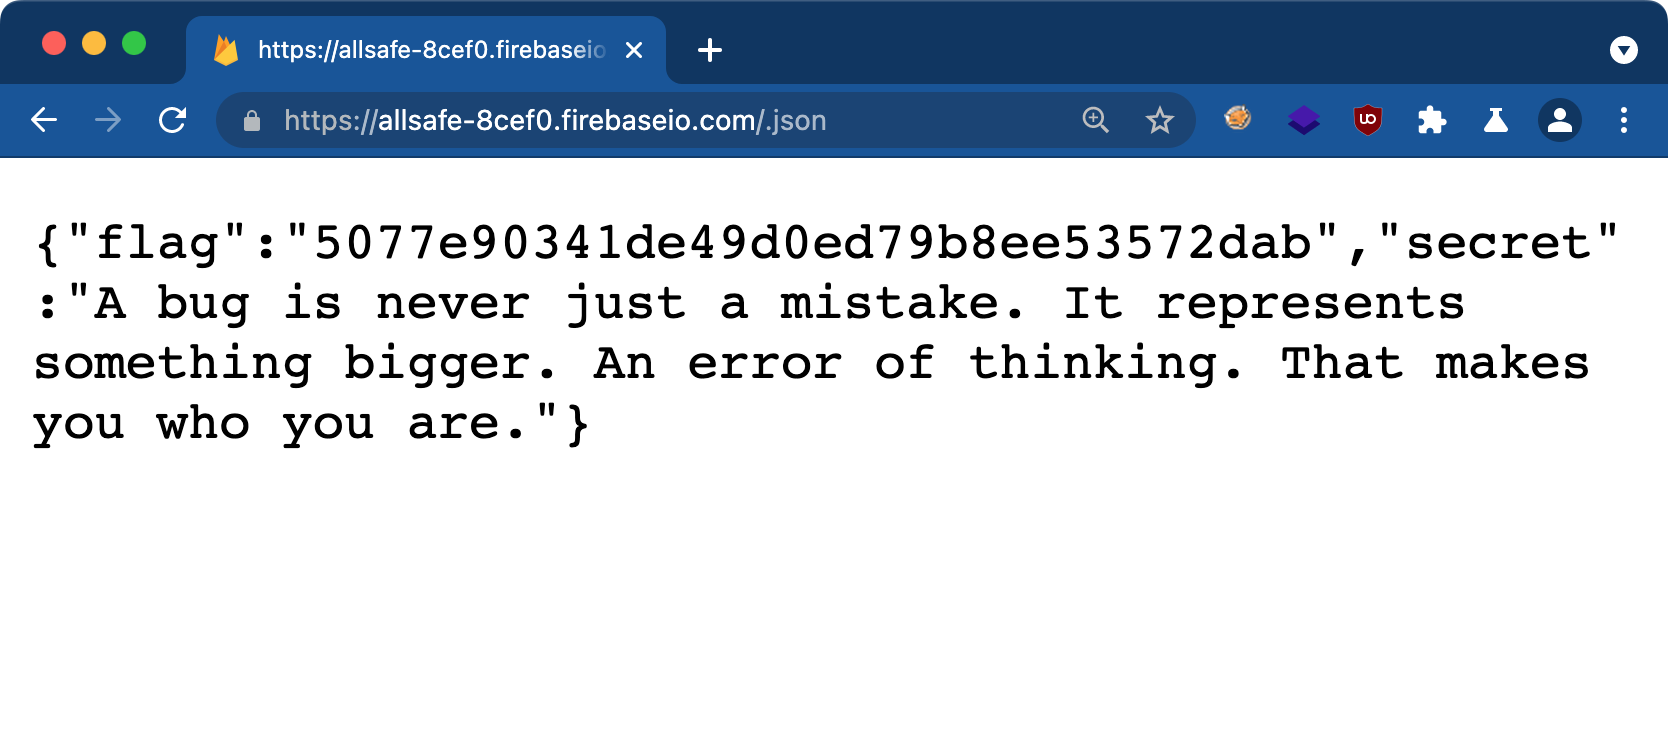 https://allsafe-8cef0.firebaseio
https://allsafe-8cef0.firebaseio.com/.json
{"flag":"5077e90341de49d0ed79b8ee53572dab","secret"
:"A bug is never just a mistake. It represents
something bigger. An error of thinking. That makes
you who you are."}